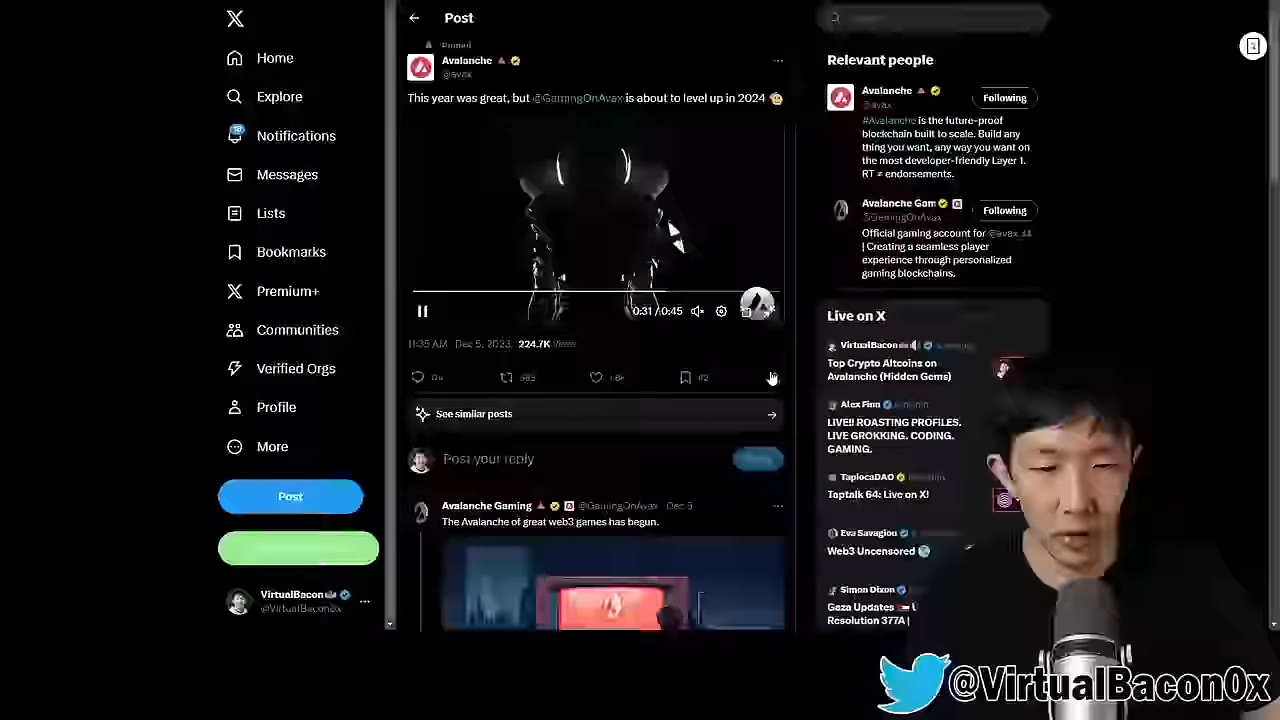 Home
Explore
Notifications
Messages
Lists
Bookmarks
Premium+
Communities
Verified Orgs
Profile
More
Post
VirtualBacon
@VirtualBacon0x
Post
Pinned
Avalanche
@avax
This year was great, but @GamingOnAvax is about to level up in 2024
0:31 / 0:45
11:35 AM Dec 5, 2023. 224.7K Views
See similar posts
Post your reply
Avalanche Gaming @GamingOnAvax Dec 5
The Avalanche of great web3 games has begun.
Relevant people
Avalanche
Following
@avax
#Avalanche is the future-proof
blockchain built to scale. Build any
thing you want, any way you want on
the most developer-friendly Layer 1.
RT ≠ endorsements.
Avalanche Gam
Following
@GamingOnAvax
Official gaming account for @avax
| Creating a seamless player
experience through personalized
gaming blockchains.
Live on X
VirtualBacon
Top Crypto Altcoins on
Avalanche (Hidden Gems)
Alex Finn
LIVE!! ROASTING PROFILES.
LIVE GROKKING. CODING.
GAMING.
TapiocaDAO
Taptalk 64: Live on X!
Eva Savagiou
Web3 Uncensored
Simon Dixon
Gaza Updates
Resolution 377A |
@VirtualBacon0x